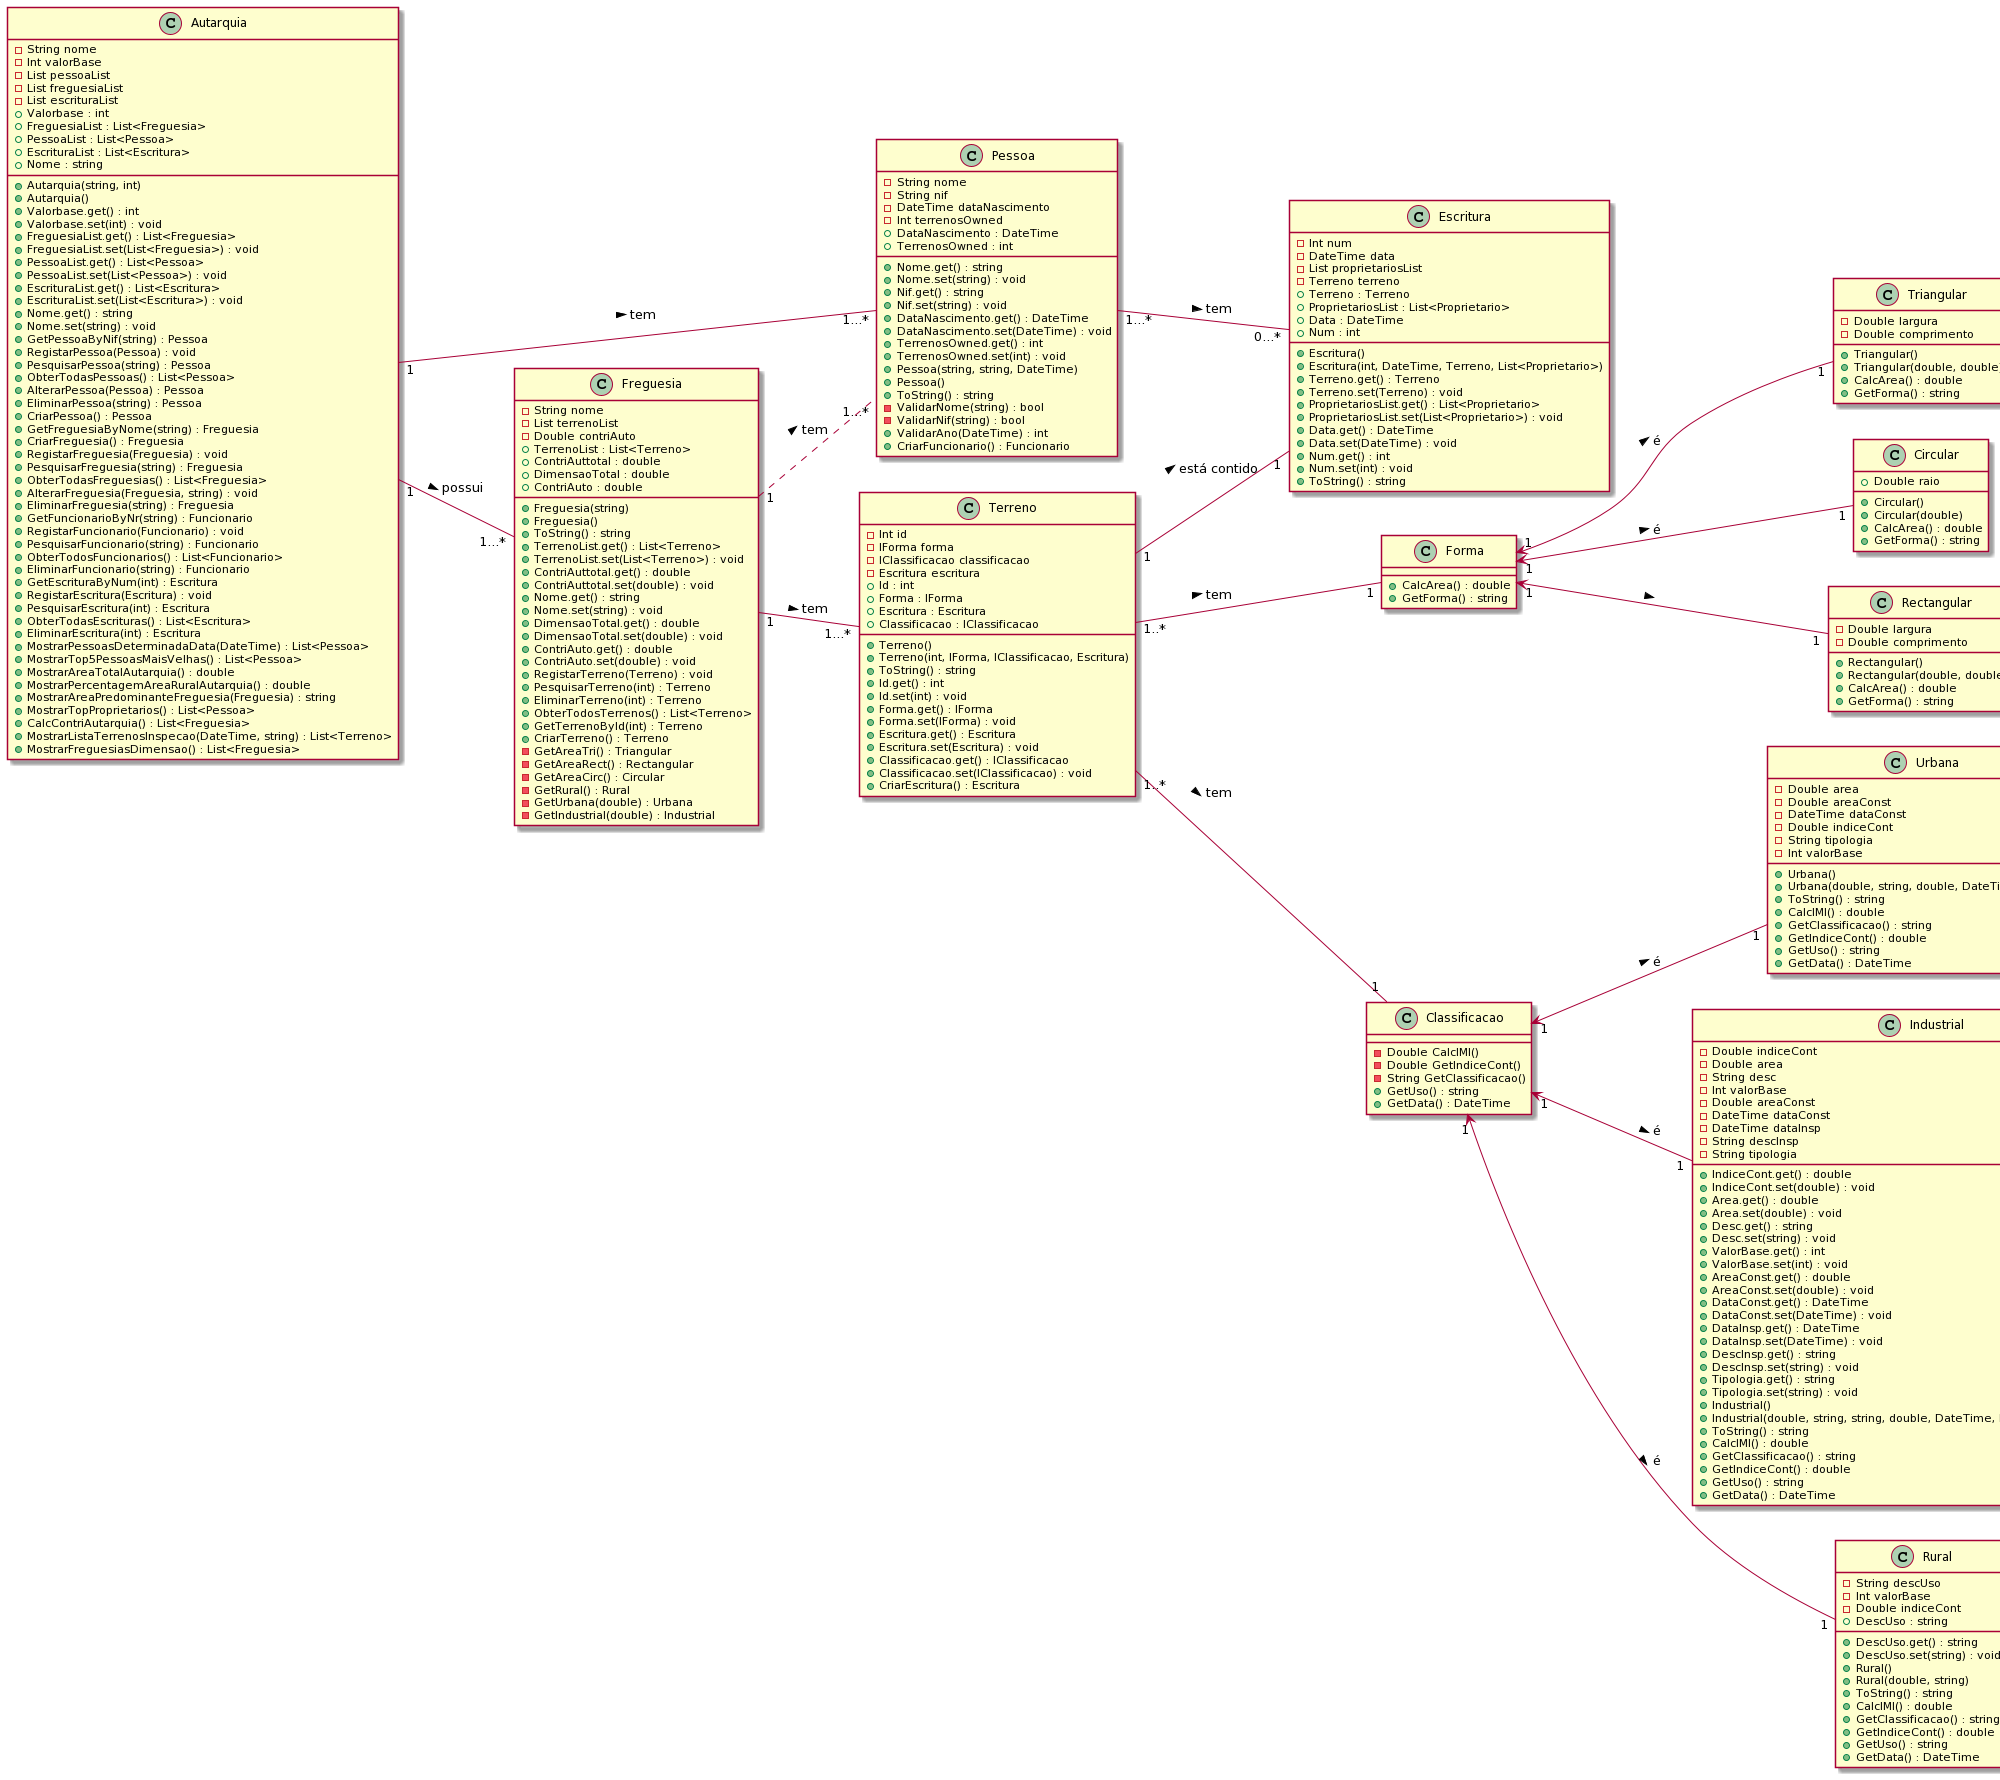 Autarquia
String nome
Int valorBase
List pessoaList
List freguesiaList
List escrituraList
Valorbase : int
FreguesiaList : List<Freguesia>
PessoaList : List<Pessoa>
EscrituraList : List<Escritura>
Nome : string
Autarquia(string, int)
Autarquia()
Valorbase.get() : int
Valorbase.set(int) : void
FreguesiaList.get() : List<Freguesia>
FreguesiaList.set(List<Freguesia>) : void
PessoaList.get() : List<Pessoa>
PessoaList.set(List<Pessoa>) : void
EscrituraList.get() : List<Escritura>
EscrituraList.set(List<Escritura>) : void
Nome.get() : string
Nome.set(string) : void
GetPessoaByNif(string) : Pessoa
RegistarPessoa(Pessoa) : void
PesquisarPessoa(string) : Pessoa
ObterTodasPessoas() : List<Pessoa>
AlterarPessoa(Pessoa) : Pessoa
EliminarPessoa(string) : Pessoa
CriarPessoa() : Pessoa
GetFreguesiaByNome(string) : Freguesia
CriarFreguesia() : Freguesia
RegistarFreguesia(Freguesia) : void
PesquisarFreguesia(string) : Freguesia
ObterTodasFreguesias() : List<Freguesia>
AlterarFreguesia(Freguesia, string) : void
EliminarFreguesia(string) : Freguesia
GetFuncionarioByNr(string) : Funcionario
RegistarFuncionario(Funcionario) : void
PesquisarFuncionario(string) : Funcionario
ObterTodosFuncionarios() : List<Funcionario>
EliminarFuncionario(string) : Funcionario
GetEscrituraByNum(int) : Escritura
RegistarEscritura(Escritura) : void
PesquisarEscritura(int) : Escritura
ObterTodasEscrituras() : List<Escritura>
EliminarEscritura(int) : Escritura
MostrarPessoasDeterminadaData(DateTime) : List<Pessoa>
MostrarTop5PessoasMaisVelhas() : List<Pessoa>
MostrarAreaTotalAutarquia() : double
MostrarPercentagemAreaRuralAutarquia() : double
MostrarAreaPredominanteFreguesia(Freguesia) : string
MostrarTopProprietarios() : List<Pessoa>
CalcContriAutarquia() : List<Freguesia>
MostrarListaTerrenosInspecao(DateTime, string) : List<Terreno>
MostrarFreguesiasDimensao() : List<Freguesia>
1
tem
1...*
1
possui
1...*
Freguesia
String nome
List terrenoList
Double contriAuto
TerrenoList : List<Terreno>
ContriAuttotal : double
DimensaoTotal : double
ContriAuto : double
Freguesia(string)
Freguesia()
ToString() : string
TerrenoList.get() : List<Terreno>
TerrenoList.set(List<Terreno>) : void
ContriAuttotal.get() : double
ContriAuttotal.set(double) : void
Nome.get() : string
Nome.set(string) : void
DimensaoTotal.get() : double
DimensaoTotal.set(double) : void
ContriAuto.get() : double
ContriAuto.set(double) : void
RegistarTerreno(Terreno) : void
PesquisarTerreno(int) : Terreno
EliminarTerreno(int) : Terreno
ObterTodosTerrenos() : List<Terreno>
GetTerrenoById(int) : Terreno
CriarTerreno() : Terreno
GetAreaTri() : Triangular
GetAreaRect() : Rectangular
GetAreaCirc() : Circular
GetRural() : Rural
GetUrbana(double) : Urbana
GetIndustrial(double) : Industrial
1
tem
1...*
1
tem
1...*
Pessoa
String nome
String nif
DateTime dataNascimento
Int terrenosOwned
DataNascimento : DateTime
TerrenosOwned : int
Nome.get() : string
Nome.set(string) : void
Nif.get() : string
Nif.set(string) : void
DataNascimento.get() : DateTime
DataNascimento.set(DateTime) : void
TerrenosOwned.get() : int
TerrenosOwned.set(int) : void
Pessoa(string, string, DateTime)
Pessoa()
ToString() : string
ValidarNome(string) : bool
ValidarNif(string) : bool
ValidarAno(DateTime) : int
CriarFuncionario() : Funcionario
1...*
tem
0...*
Terreno
Int id
IForma forma
IClassificacao classificacao
Escritura escritura
Id : int
Forma : IForma
Escritura : Escritura
Classificacao : IClassificacao
Terreno()
Terreno(int, IForma, IClassificacao, Escritura)
ToString() : string
Id.get() : int
Id.set(int) : void
Forma.get() : IForma
Forma.set(IForma) : void
Escritura.get() : Escritura
Escritura.set(Escritura) : void
Classificacao.get() : IClassificacao
Classificacao.set(IClassificacao) : void
CriarEscritura() : Escritura
1
está contido
1
1..*
tem
1
1..*
tem
1
Escritura
Int num
DateTime data
List proprietariosList
Terreno terreno
Terreno : Terreno
ProprietariosList : List<Proprietario>
Data : DateTime
Num : int
Escritura()
Escritura(int, DateTime, Terreno, List<Proprietario>)
Terreno.get() : Terreno
Terreno.set(Terreno) : void
ProprietariosList.get() : List<Proprietario>
ProprietariosList.set(List<Proprietario>) : void
Data.get() : DateTime
Data.set(DateTime) : void
Num.get() : int
Num.set(int) : void
ToString() : string
Forma
CalcArea() : double
GetForma() : string
1
é
1
1
é
1
1
1
Classificacao
Double CalcIMI()
Double GetIndiceCont()
String GetClassificacao()
GetUso() : string
GetData() : DateTime
1
é
1
1
é
1
1
é
1
Triangular
Double largura
Double comprimento
Triangular()
Triangular(double, double)
CalcArea() : double
GetForma() : string
Circular
Double raio
Circular()
Circular(double)
CalcArea() : double
GetForma() : string
Rectangular
Double largura
Double comprimento
Rectangular()
Rectangular(double, double
CalcArea() : double
GetForma() : string
Urbana
Double area
Double areaConst
DateTime dataConst
Double indiceCont
String tipologia
Int valorBase
Urbana()
Urbana(double, string, double, DateTi
ToString() : string
CalcIMI() : double
GetClassificacao() : string
GetIndiceCont() : double
GetUso() : string
GetData() : DateTime
Industrial
Double indiceCont
Double area
String desc
Int valorBase
Double areaConst
DateTime dataConst
DateTime dataInsp
String descInsp
String tipologia
IndiceCont.get() : double
IndiceCont.set(double) : void
Area.get() : double
Area.set(double) : void
Desc.get() : string
Desc.set(string) : void
ValorBase.get() : int
ValorBase.set(int) : void
AreaConst.get() : double
AreaConst.set(double) : void
DataConst.get() : DateTime
DataConst.set(DateTime) : void
DataInsp.get() : DateTime
DataInsp.set(DateTime) : void
DescInsp.get() : string
DescInsp.set(string) : void
Tipologia.get() : string
Tipologia.set(string) : void
Industrial()
Industrial(double, string, string, double, DateTime,
ToString() : string
CalcIMI() : double
GetClassificacao() : string
GetIndiceCont() : double
GetUso() : string
GetData() : DateTime
Rural
String descUso
Int valorBase
Double indiceCont
DescUso : string
DescUso.get() : string
DescUso.set(string) : void
Rural()
Rural(double, string)
ToString() : string
CalcIMI() : double
GetClassificacao() : string
GetIndiceCont() : double
GetUso() : string
GetData() : DateTime